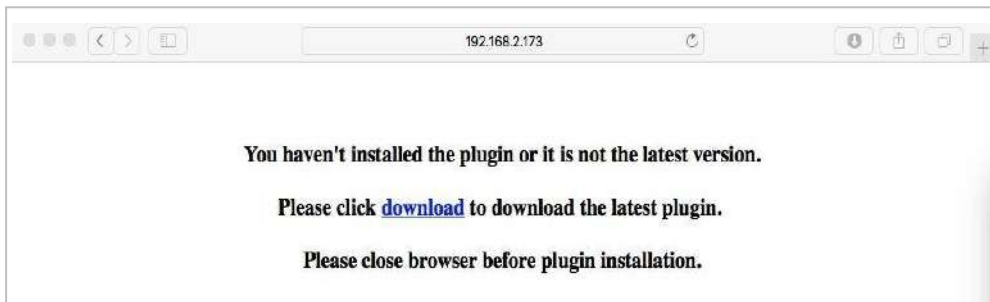 192.168.2.173
You haven't installed the plugin or it is not the latest version.
Please click download to download the latest plugin.
Please close browser before plugin installation.